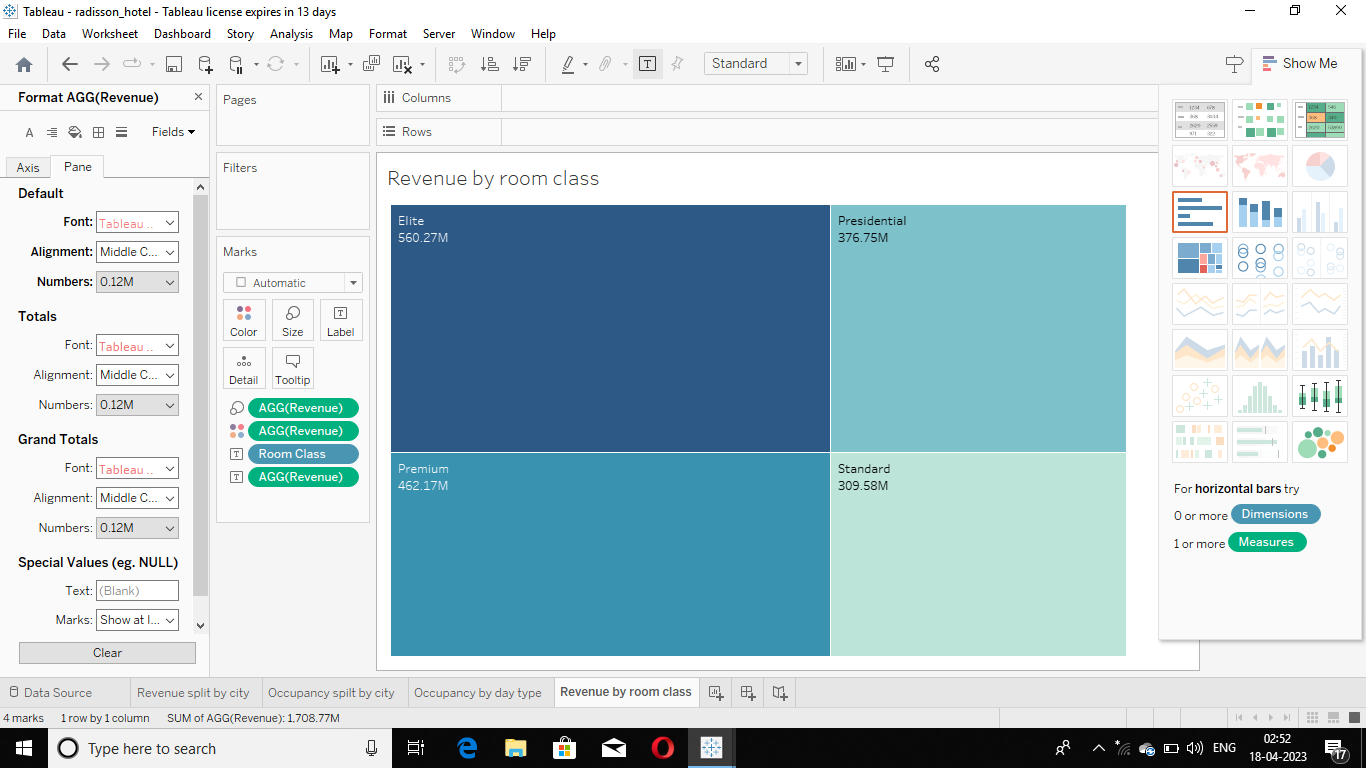 Tableau - radisson_hotel - Tableau license expires in 13 days
File Data Worksheet Dashboard Story Analysis Map Format Server Window Help
Standard
Show Me
Format AGG(Revenue)
Fields
Axis Pane
Default
Font: Tableau ..
Alignment: Middle C...
Numbers: 0.12M
Totals
Font: Tableau ..
Alignment: Middle C...
Numbers: 0.12M
Grand Totals
Font: Tableau ..
Alignment: Middle C...
Numbers: 0.12M
Special Values (eg. NULL)
Text: (Blank)
Marks: Show at I...
Clear
Pages
Filters
Marks
Automatic
Color Size Label
Detail Tooltip
AGG(Revenue)
AGG(Revenue)
Room Class
AGG(Revenue)
Columns
Rows
Revenue by room class
Elite
560.27M
Presidential
376.75M
Premium
462.17M
Standard
309.58M
For horizontal bars try
0 or more Dimensions
1 or more Measures
Data Source Revenue split by city Occupancy spilt by city Occupancy by day type Revenue by room class
4 marks 1 row by 1 column SUM of AGG(Revenue): 1,708.77M
Type here to search
ENG
02:52
18-04-2023
17